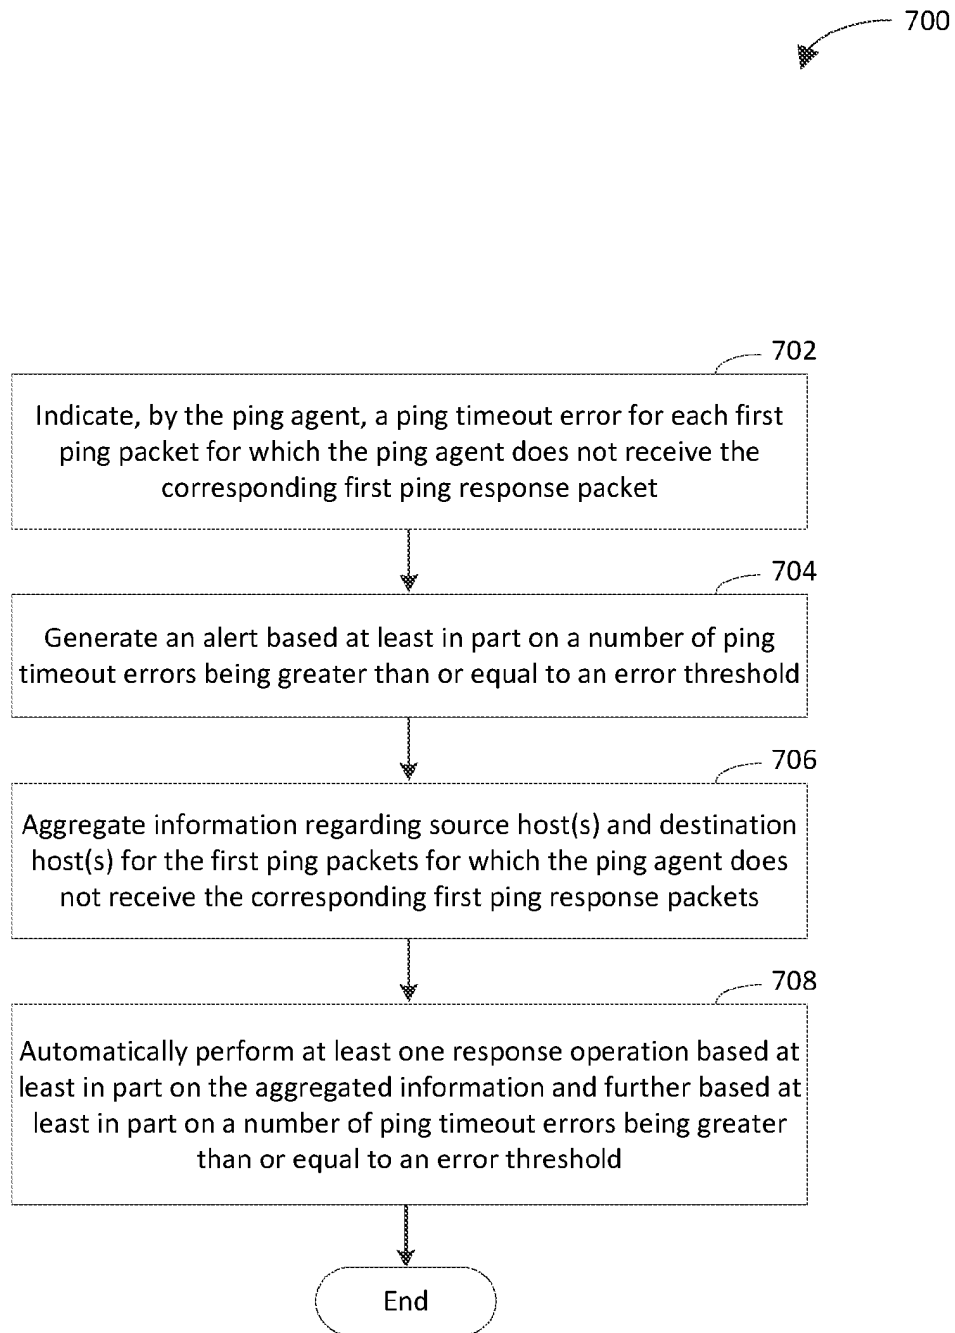 700
702
Indicate, by the ping agent, a ping timeout error for each first
ping packet for which the ping agent does not receive the
corresponding first ping response packet
704
Generate an alert based at least in part on a number of ping
timeout errors being greater than or equal to an error threshold
706
Aggregate information regarding source host(s) and destination
host(s) for the first ping packets for which the ping agent does
not receive the corresponding first ping response packets
708
Automatically perform at least one response operation based at
least in part on the aggregated information and further based at
least in part on a number of ping timeout errors being greater
than or equal to an error threshold
End